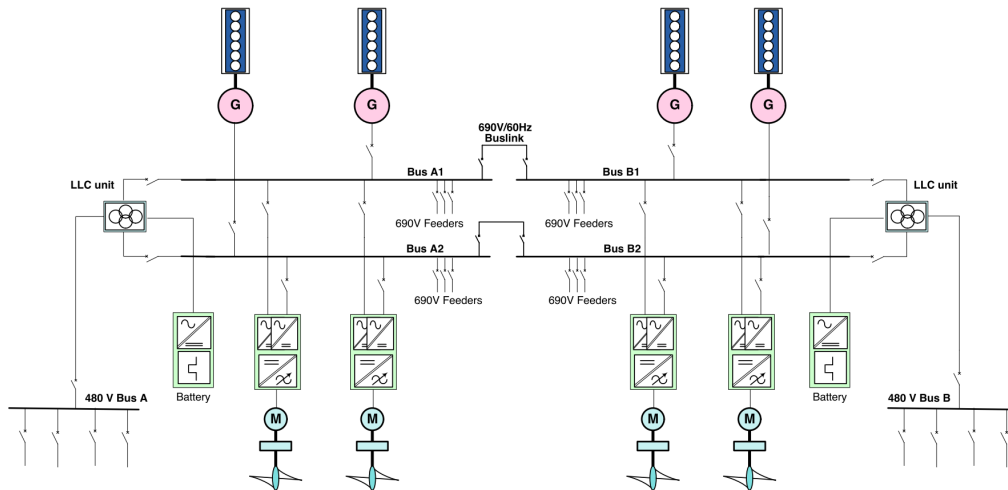 G
G
G
G
690V/60Hz
Buslink
Bus A1
Bus B1
LLC unit
LLC unit
690V Feeders
690V Feeders
Bus A2
Bus B2
690V Feeders
690V Feeders
480 V Bus A
Battery
Battery
480 V Bus B
M
M
M
M